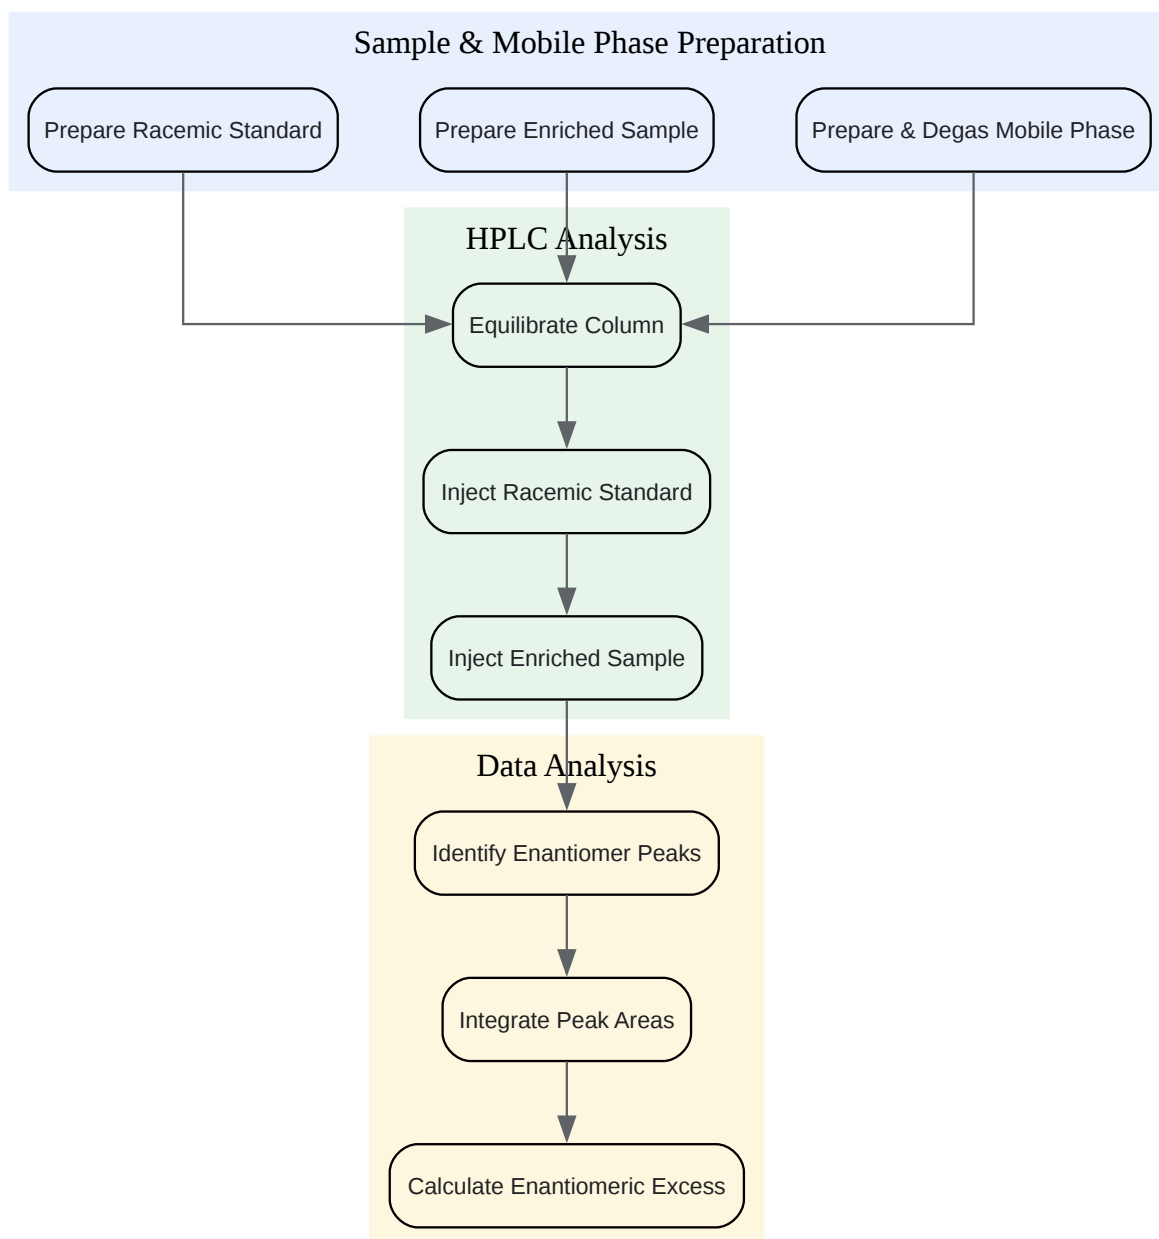 Sample & Mobile Phase Preparation
Prepare Racemic Standard
Prepare Enriched Sample
Prepare & Degas Mobile Phase
HPLC Analysis
Equilibrate Column
Inject Racemic Standard
Inject Enriched Sample
Data Analysis
Identify Enantiomer Peaks
Integrate Peak Areas
Calculate Enantiomeric Excess